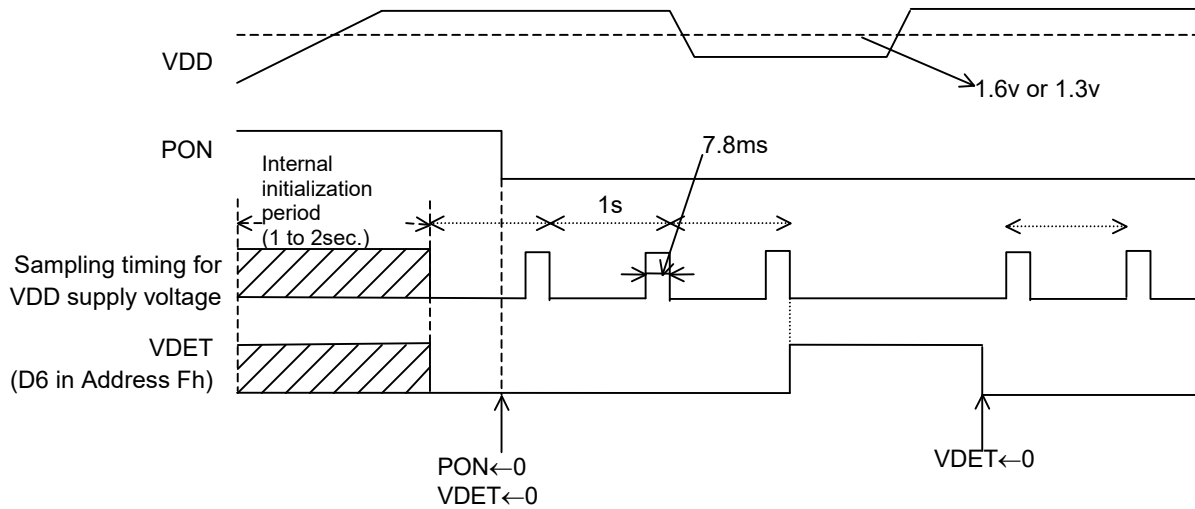 VDD
1.6v or 1.3v
PON
7.8ms
Internal
initialization
period
(1 to 2sec.)
1s
Sampling timing for
VDD supply voltage
VDET
(D6 in Address Fh)
PON←0
VDET←0
VDET←0